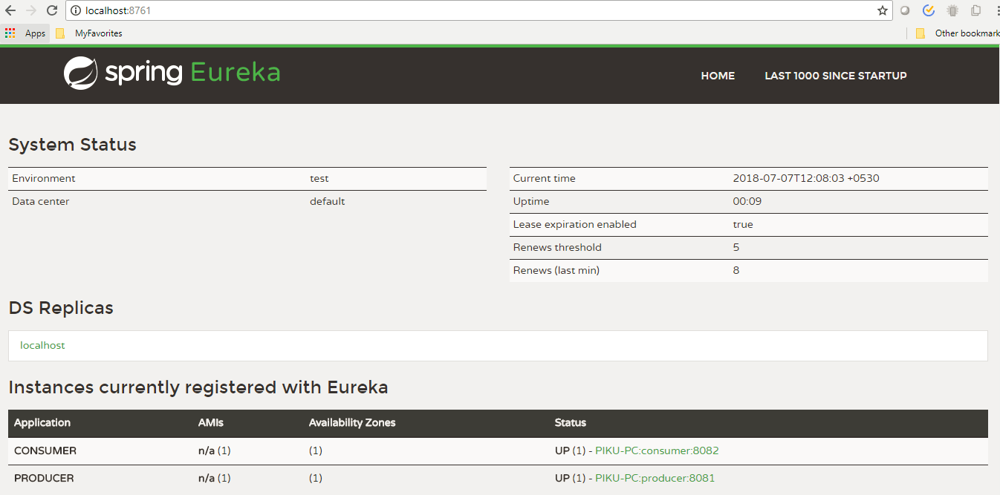 localhost:8761
Apps MyFavorites Other bookmark
spring Eureka HOME LAST 1000 SINCE STARTUP
System Status
Environment test
Data center default
Current time 2018-07-07T12:08:03 +0530
Uptime 00:09
Lease expiration enabled true
Renews threshold 5
Renews (last min) 8
DS Replicas
localhost
Instances currently registered with Eureka
Application AMIs Availability Zones Status
CONSUMER n/a (1) (1) UP (1) - PIKU-PC:consumer:8082
PRODUCER n/a (1) (1) UP (1) - PIKU-PC:producer:8081